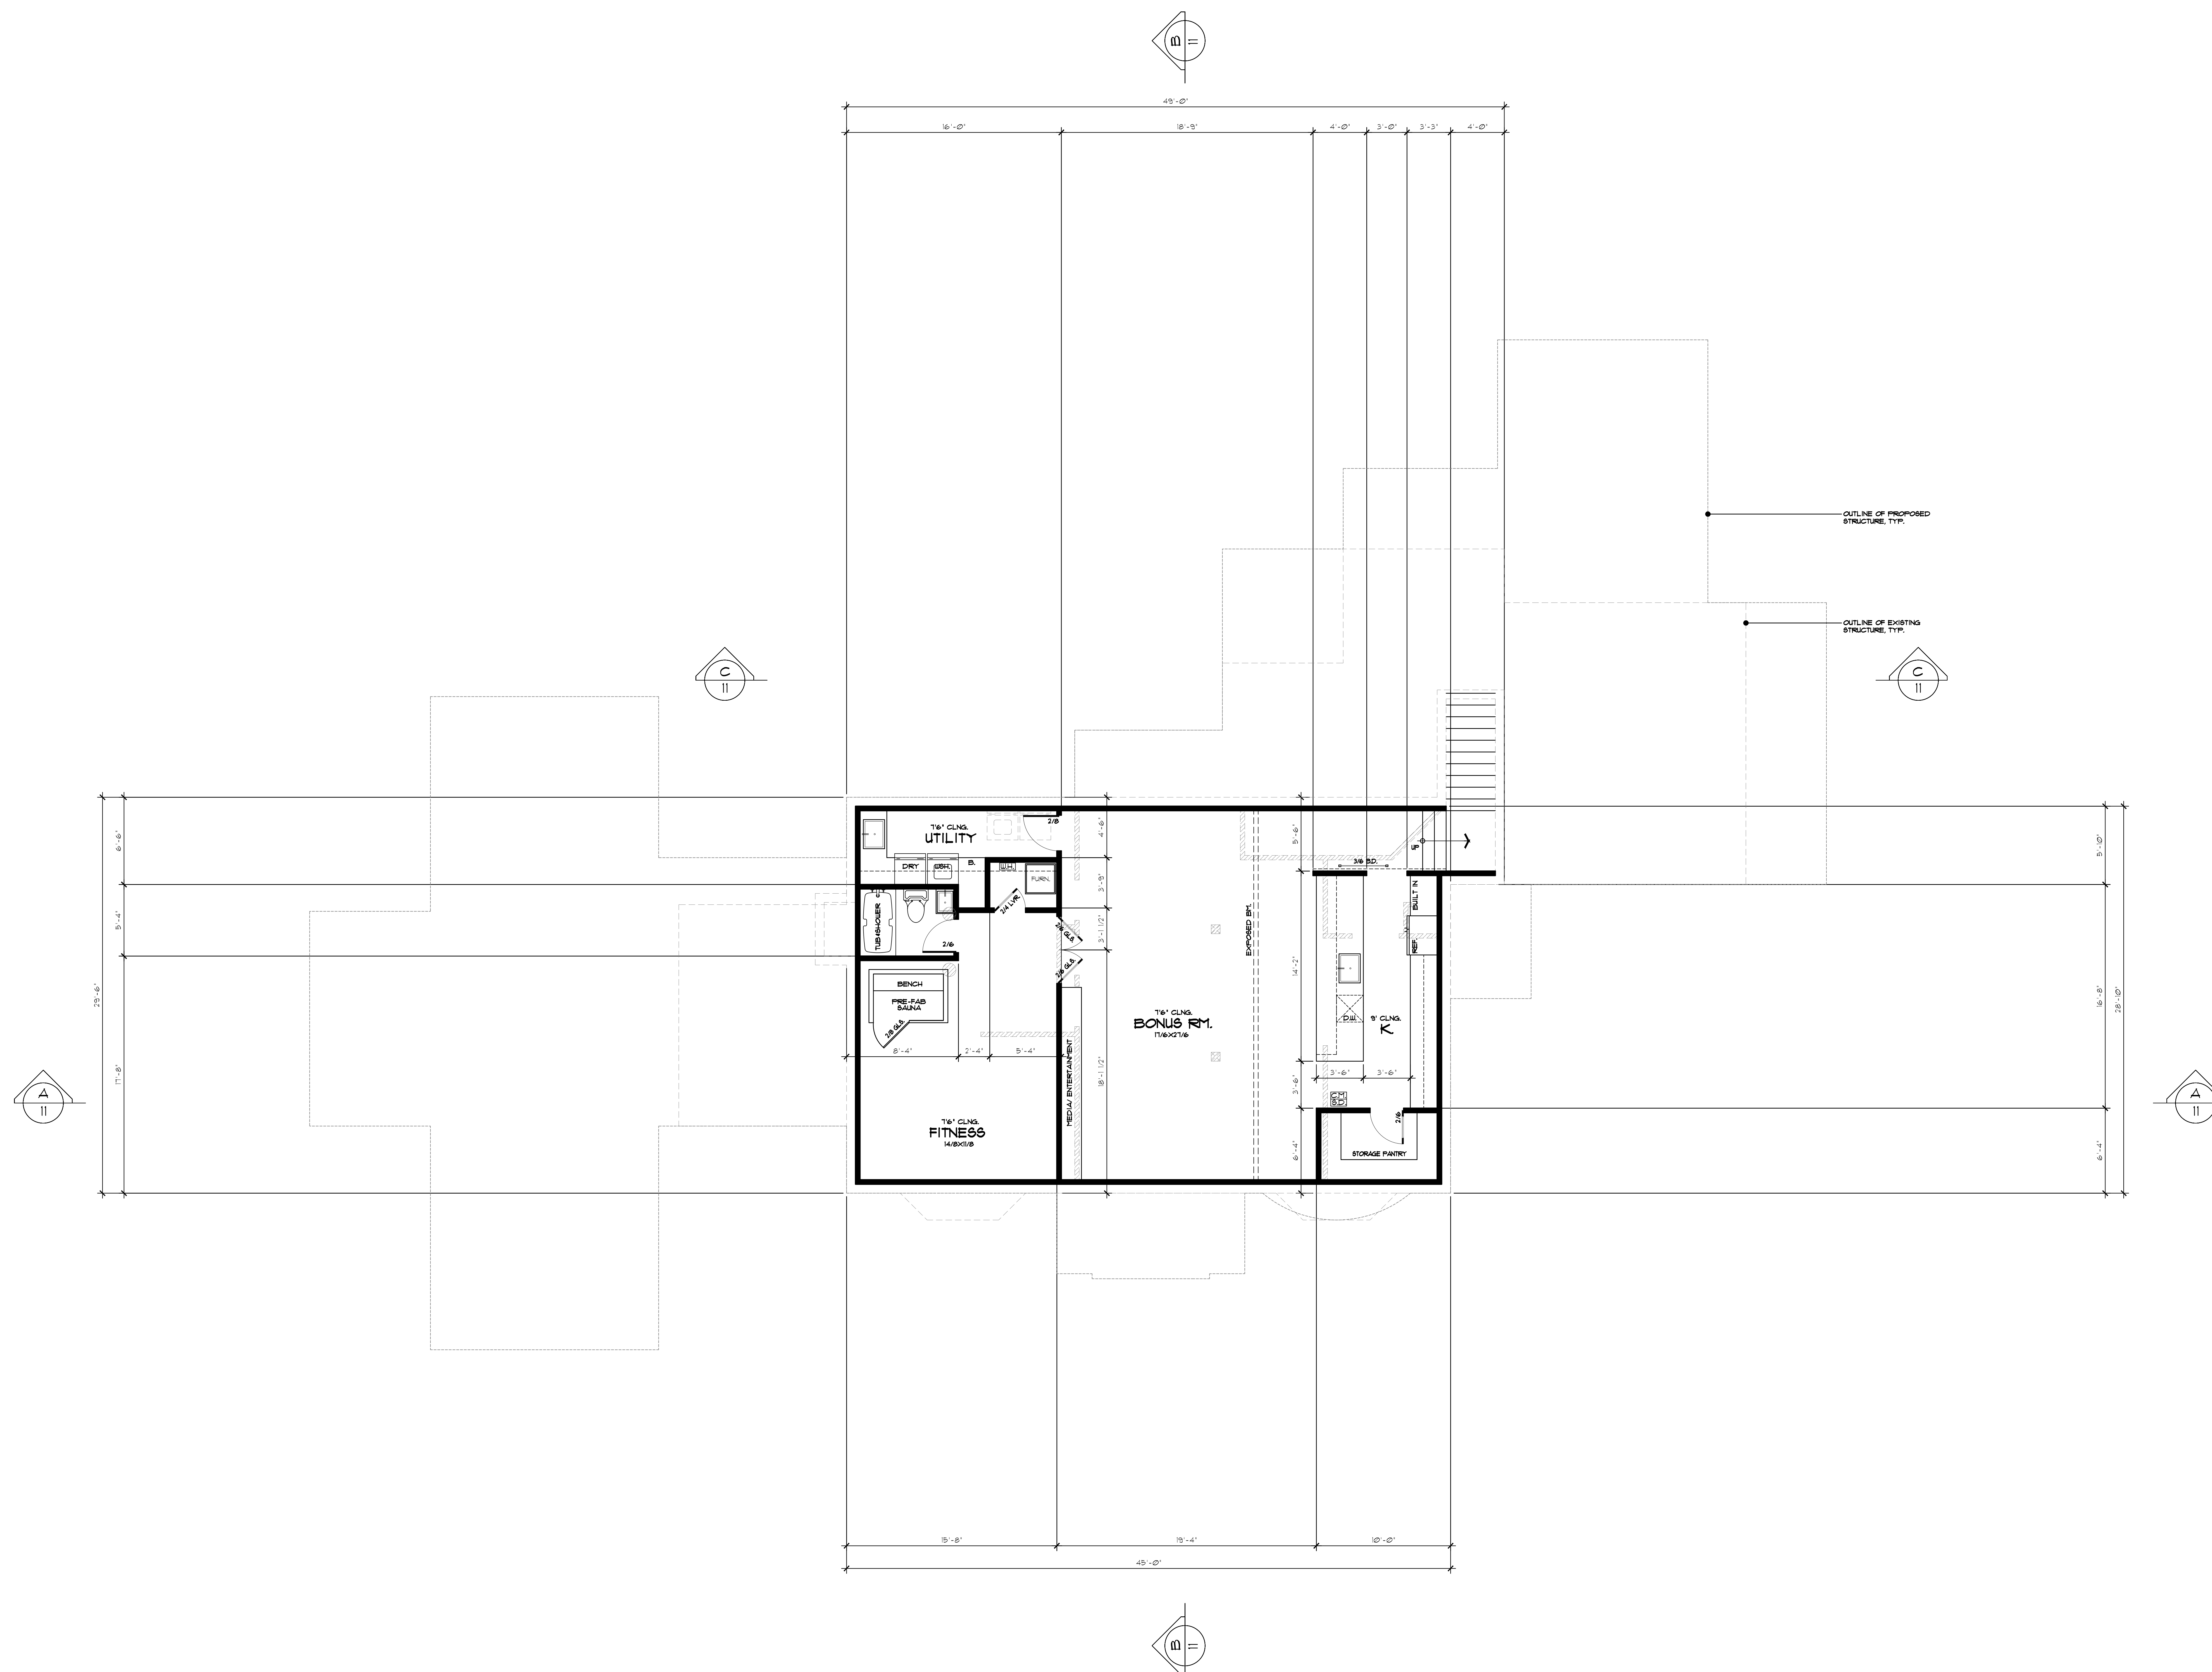 B
11
49'-0"
16'-0" 18'-9" 4'-0" 3'-0" 3'-3" 4'-0"
OUTLINE OF PROPOSED
STRUCTURE, TYP.
OUTLINE OF EXISTING
STRUCTURE, TYP.
C
11
C
11
29'-6"
6'-6"
5'-4"
17'-8"
5'-10"
16'-8"
6'-4"
28'-10"
7'6" CLNG.
UTILITY
2/8
DRY
WSH.
B.
W.H.
FURN.
2/4 LVR
TUB&SHOWER
2/6
2/6 GLS.
2/6 GLS.
BENCH
PRE-FAB
SAUNA
2/8 GLS.
8'-4" 2'-4" 5'-4"
7'6" CLNG.
FITNESS
14/8X11/8
MEDIA/ ENTERTAINMENT
4'-6"
3'-9"
3'-1 1/2"
18'-1 1/2"
7'6" CLNG.
BONUS RM.
17/6X27/6
EXPOSED BM.
5'-6"
14'-2"
3'-6"
6'-4"
3/6 B.D.
UP
BUILT IN
REF.
D.W.
9' CLNG.
K
3'-6" 3'-6"
2/6
STORAGE PANTRY
A
11
A
11
15'-8" 19'-4" 10'-0"
45'-0"
B
11